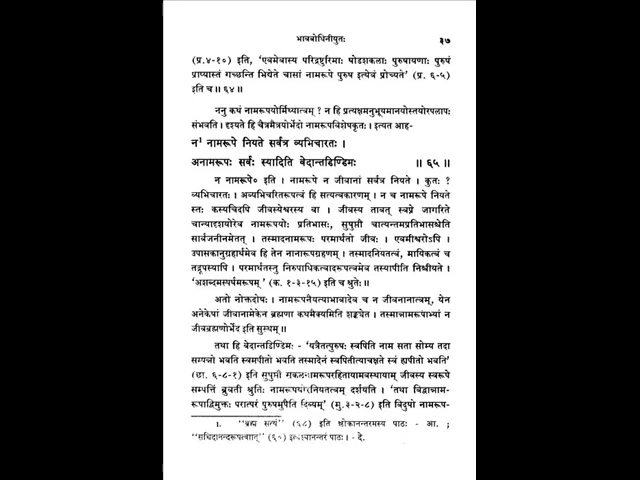 भावबोधिनीयुतः ३७
(प्र.४-१०) इति, 'एवमेवास्य परिद्रष्टुरिमाः षोडशकलाः पुरुषायणाः पुरुषं
प्राप्यास्तं गच्छन्ति भिद्येते चासां नामरूपे पुरुष इत्येवं प्रोच्यते' (प्र. ६-५)
इति च ॥ ६४ ॥
ननु कथं नामरूपयोर्मिथ्यात्वम् ? न हि प्रत्यक्षमनुभूयमानयोस्तयोरपलापः
संभवति । दृश्यते हि चैत्रमैत्रयोर्भेदो नामरूपविशेषकृतः । इत्यत आह-
न¹ नामरूपे नियते सर्वत्र व्यभिचारतः ।
अनामरूपः सर्वः स्यादिति वेदान्तडिण्डिमः ॥ ६५ ॥
न नामरूपे० इति । नामरूपे न जीवानां सर्वत्र नियते । कुतः ?
व्यभिचारतः । अव्यभिचरितरूपत्वं हि सत्यत्वकारणम् । न च नामरूपे नियते
स्तः कस्यचिदपि जीवस्येश्वरस्य वा । जीवस्य तावत् स्वप्ने जागरिते
चान्यादृशयोरेव नामरूपयोः प्रतिभासः, सुषुप्तौ चात्यन्तमप्रतिभासश्चेति
सार्वजनीनमेतत् । तस्मादनामरूपः परमार्थतो जीवः । एवमीश्वरोऽपि ।
उपासकानुग्रहार्थमेव हि तेन नानारूपग्रहणम् । तस्मादनियतत्वं, मायिकत्वं च
तद्रूपस्यापि । परमार्थतस्तु निरुपाधिकत्वादरूपत्वमेव तस्यापीति निश्चीयते ।
'अशब्दमस्पर्शमरूपम्' (क. १-३-१५) इति च श्रुतेः ॥
अतो नोक्तदोषः । नामरूपनैयत्याभावादेव च न जीवनानात्वम्, येन
अनेकेषां जीवानामेकेन ब्रह्मणा कथमैक्यमिति शङ्क्येत । तस्मान्नामरूपाभ्यां न
जीवब्रह्मणोर्भेद इति सुस्थम् ॥
तथा हि वेदान्तडिण्डिमः - 'यत्रैतत्पुरुषः स्वपिति नाम सता सोम्य तदा
सम्पन्नो भवति स्वमपीतो भवति तस्मादेनं स्वपितीत्याचक्षते स्वं ह्यपीतो भवति'
(छा. ६-८-१) इति सुषुप्तौ सकलनामरूपरहितायामवस्थायाम् जीवस्य स्वरूपे
सम्पत्तिं ब्रुवती श्रुतिः नामरूपयोरनियतत्वम् दर्शयति । 'तथा विद्वान्नाम-
रूपाद्विमुक्तः परात्परं पुरुषमुपैति दिव्यम्' (मु.३-२-८) इति विदुषो नामरूप-
1. ''ब्रह्म सत्यं'' (६८) इति श्लोकानन्तरमस्य पाठः - आ. ;
''सच्चिदानन्दरूपत्वात्'' (६०) इत्यस्यानन्तरं पाठः । - दे.